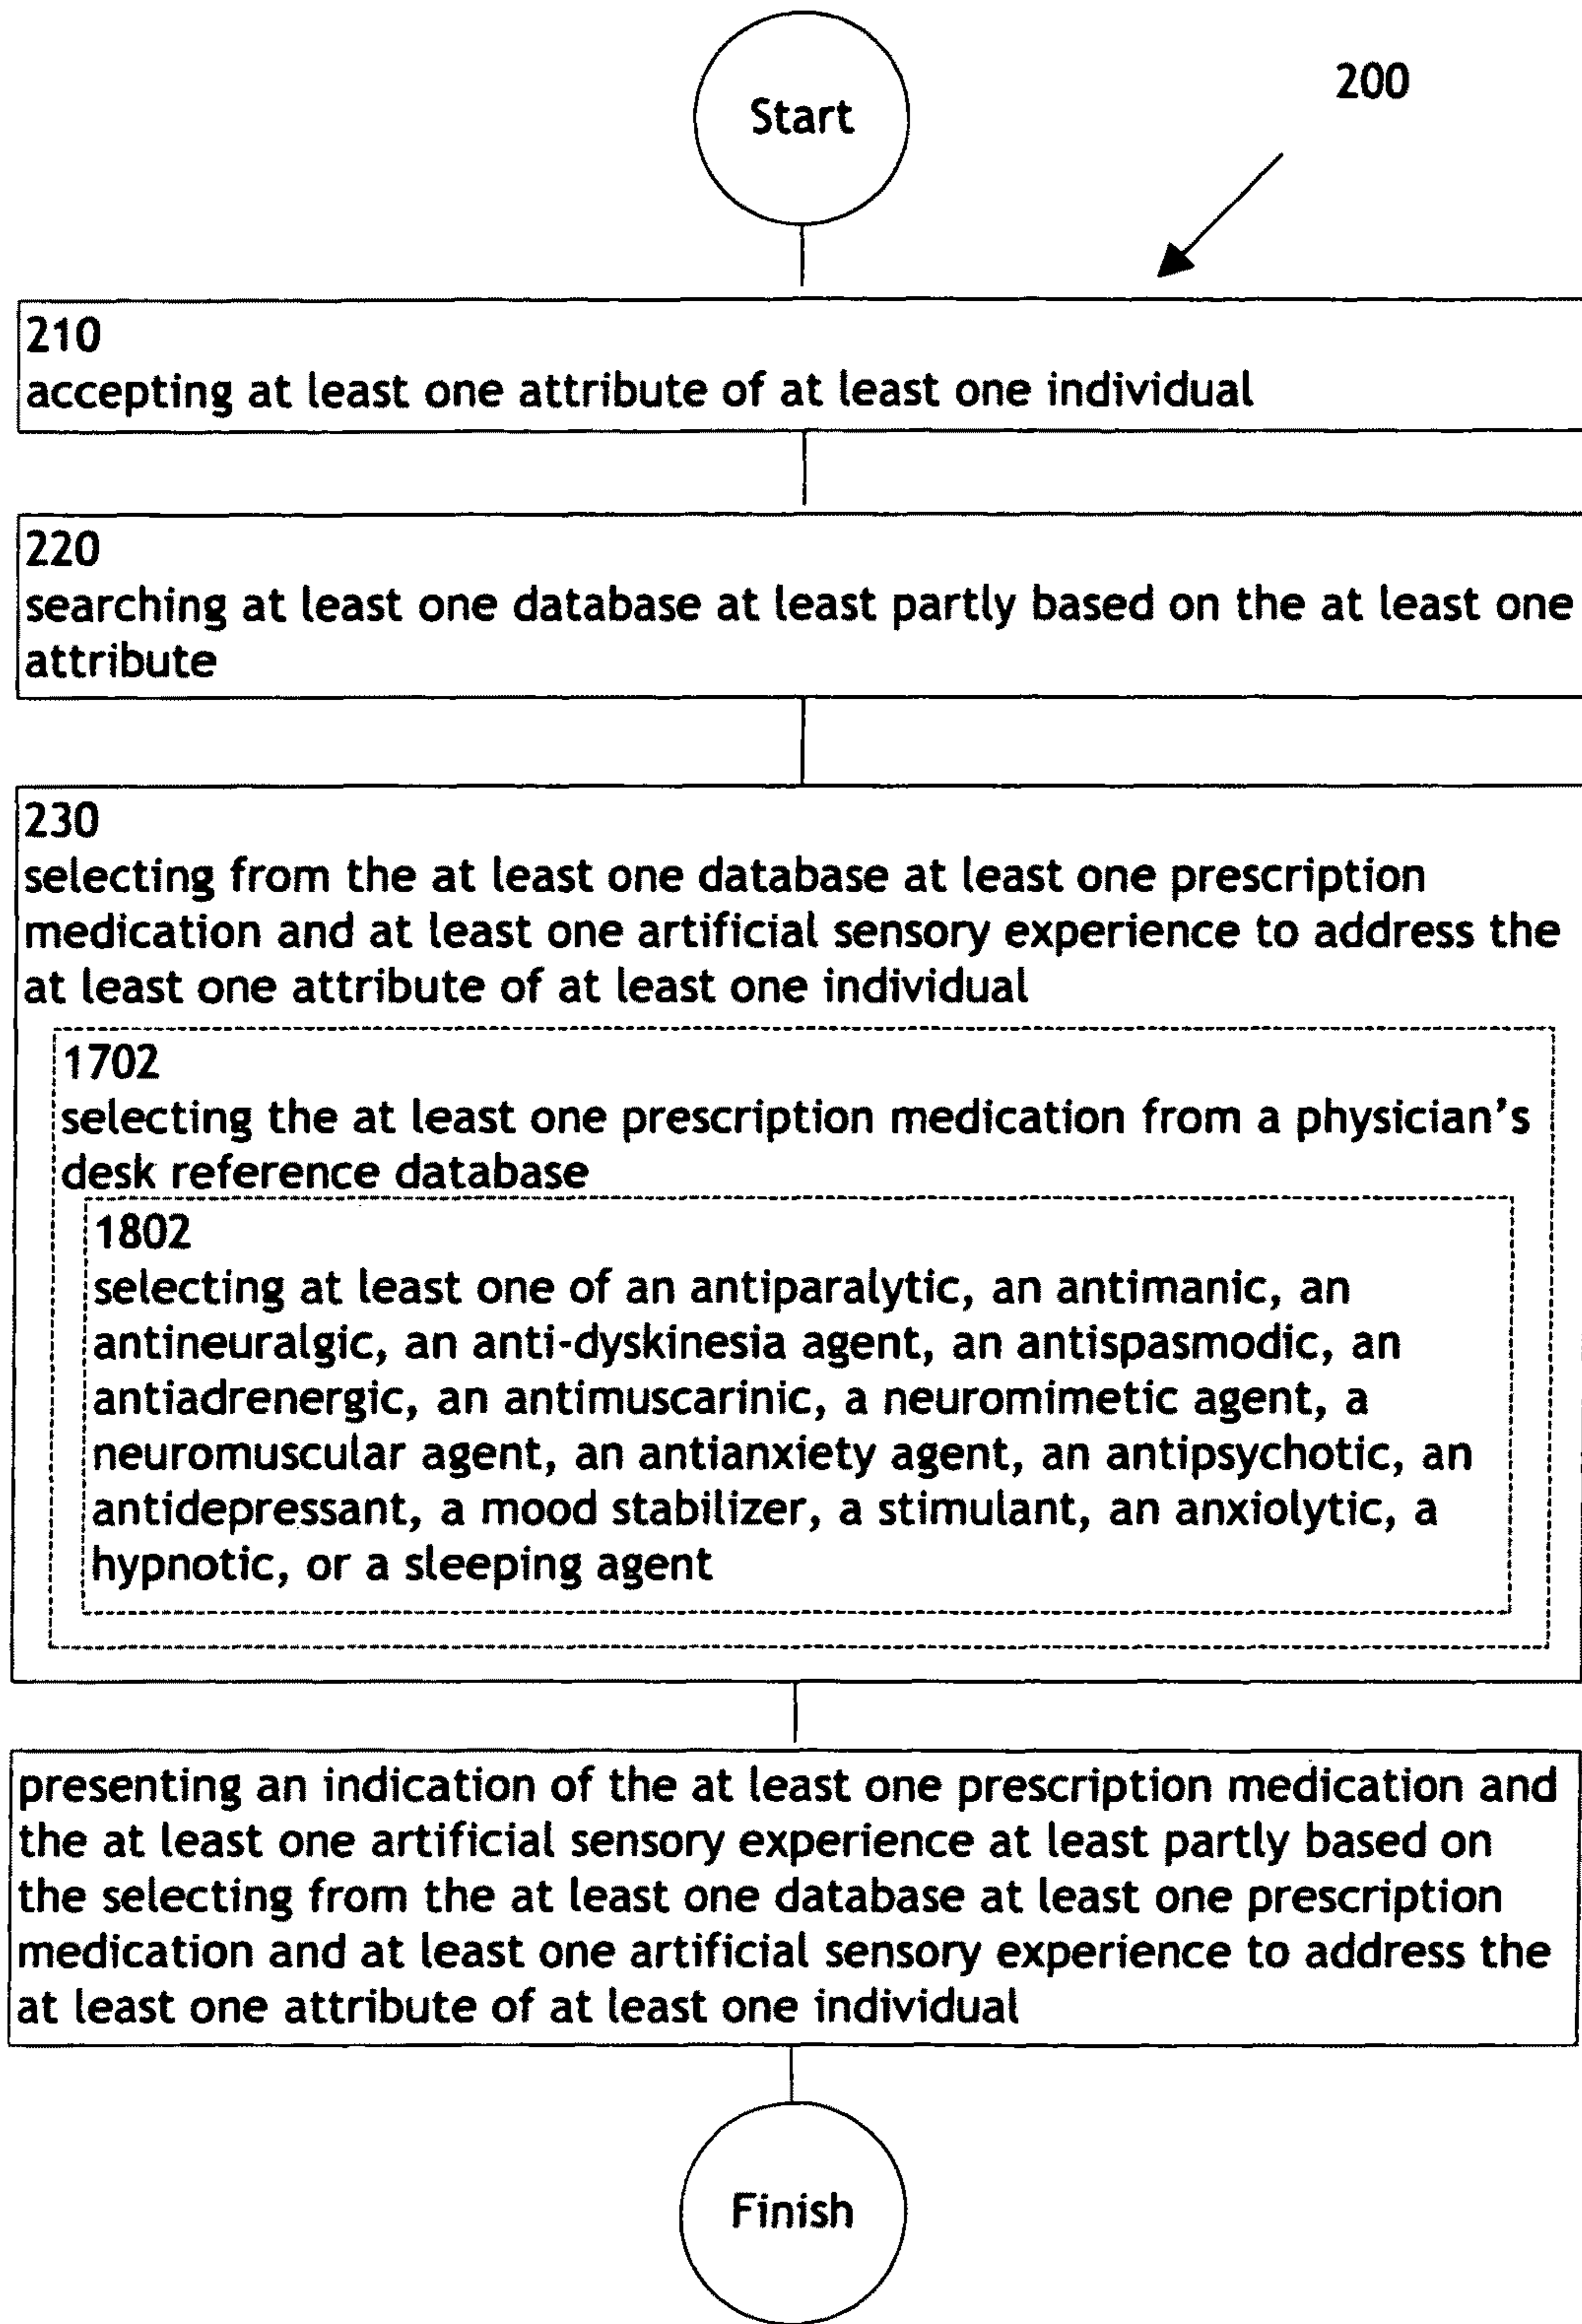 Start
200
210
accepting at least one attribute of at least one individual
220
searching at least one database at least partly based on the at least one
attribute
230
selecting from the at least one database at least one prescription
medication and at least one artificial sensory experience to address the
at least one attribute of at least one individual
1702
selecting the at least one prescription medication from a physician's
desk reference database
1802
selecting at least one of an antiparalytic, an antimanic, an
antineuralgic, an anti-dyskinesia agent, an antispasmodic, an
antiadrenergic, an antimuscarinic, a neuromimetic agent, a
neuromuscular agent, an antianxiety agent, an antipsychotic, an
antidepressant, a mood stabilizer, a stimulant, an anxiolytic, a
hypnotic, or a sleeping agent
presenting an indication of the at least one prescription medication and
the at least one artificial sensory experience at least partly based on
the selecting from the at least one database at least one prescription
medication and at least one artificial sensory experience to address the
at least one attribute of at least one individual
Finish